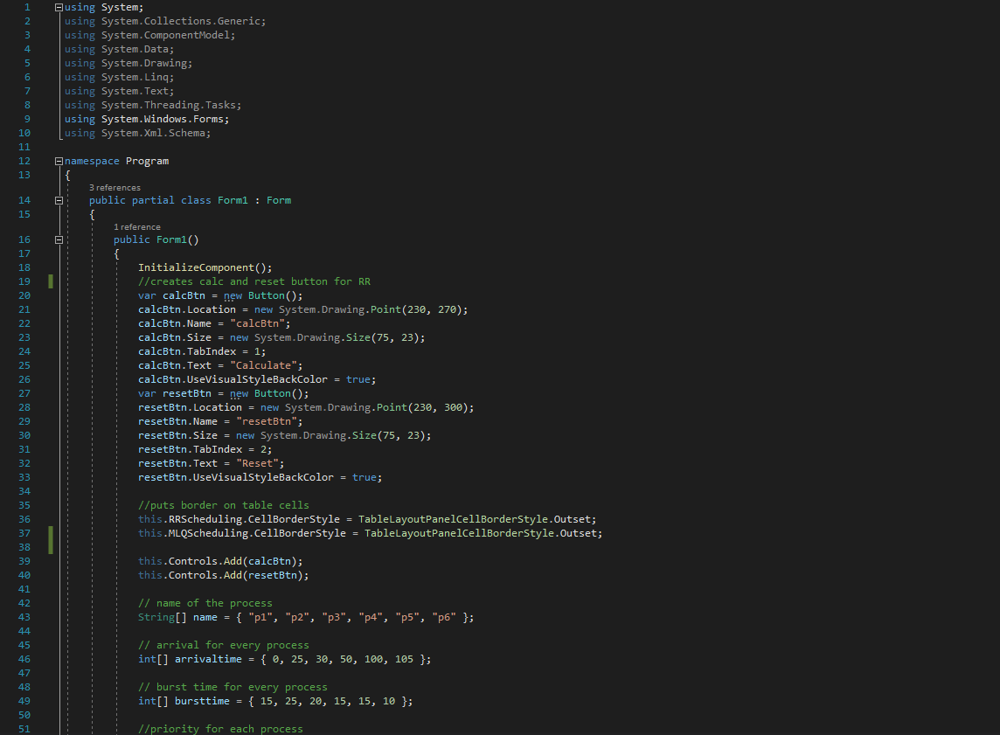 1 using System;
2 using System.Collections.Generic;
3 using System.ComponentModel;
4 using System.Data;
5 using System.Drawing;
6 using System.Linq;
7 using System.Text;
8 using System.Threading.Tasks;
9 using System.Windows.Forms;
10 using System.Xml.Schema;
11
12 namespace Program
13 {
3 references
14 public partial class Form1 : Form
15 {
1 reference
16 public Form1()
17 {
18 InitializeComponent();
19 //creates calc and reset button for RR
20 var calcBtn = new Button();
21 calcBtn.Location = new System.Drawing.Point(230, 270);
22 calcBtn.Name = "calcBtn";
23 calcBtn.Size = new System.Drawing.Size(75, 23);
24 calcBtn.TabIndex = 1;
25 calcBtn.Text = "Calculate";
26 calcBtn.UseVisualStyleBackColor = true;
27 var resetBtn = new Button();
28 resetBtn.Location = new System.Drawing.Point(230, 300);
29 resetBtn.Name = "resetBtn";
30 resetBtn.Size = new System.Drawing.Size(75, 23);
31 resetBtn.TabIndex = 2;
32 resetBtn.Text = "Reset";
33 resetBtn.UseVisualStyleBackColor = true;
34
35 //puts border on table cells
36 this.RRScheduling.CellBorderStyle = TableLayoutPanelCellBorderStyle.Outset;
37 this.MLQScheduling.CellBorderStyle = TableLayoutPanelCellBorderStyle.Outset;
38
39 this.Controls.Add(calcBtn);
40 this.Controls.Add(resetBtn);
41
42 // name of the process
43 String[] name = { "p1", "p2", "p3", "p4", "p5", "p6" };
44
45 // arrival for every process
46 int[] arrivaltime = { 0, 25, 30, 50, 100, 105 };
47
48 // burst time for every process
49 int[] bursttime = { 15, 25, 20, 15, 15, 10 };
50
51 //priority for each process